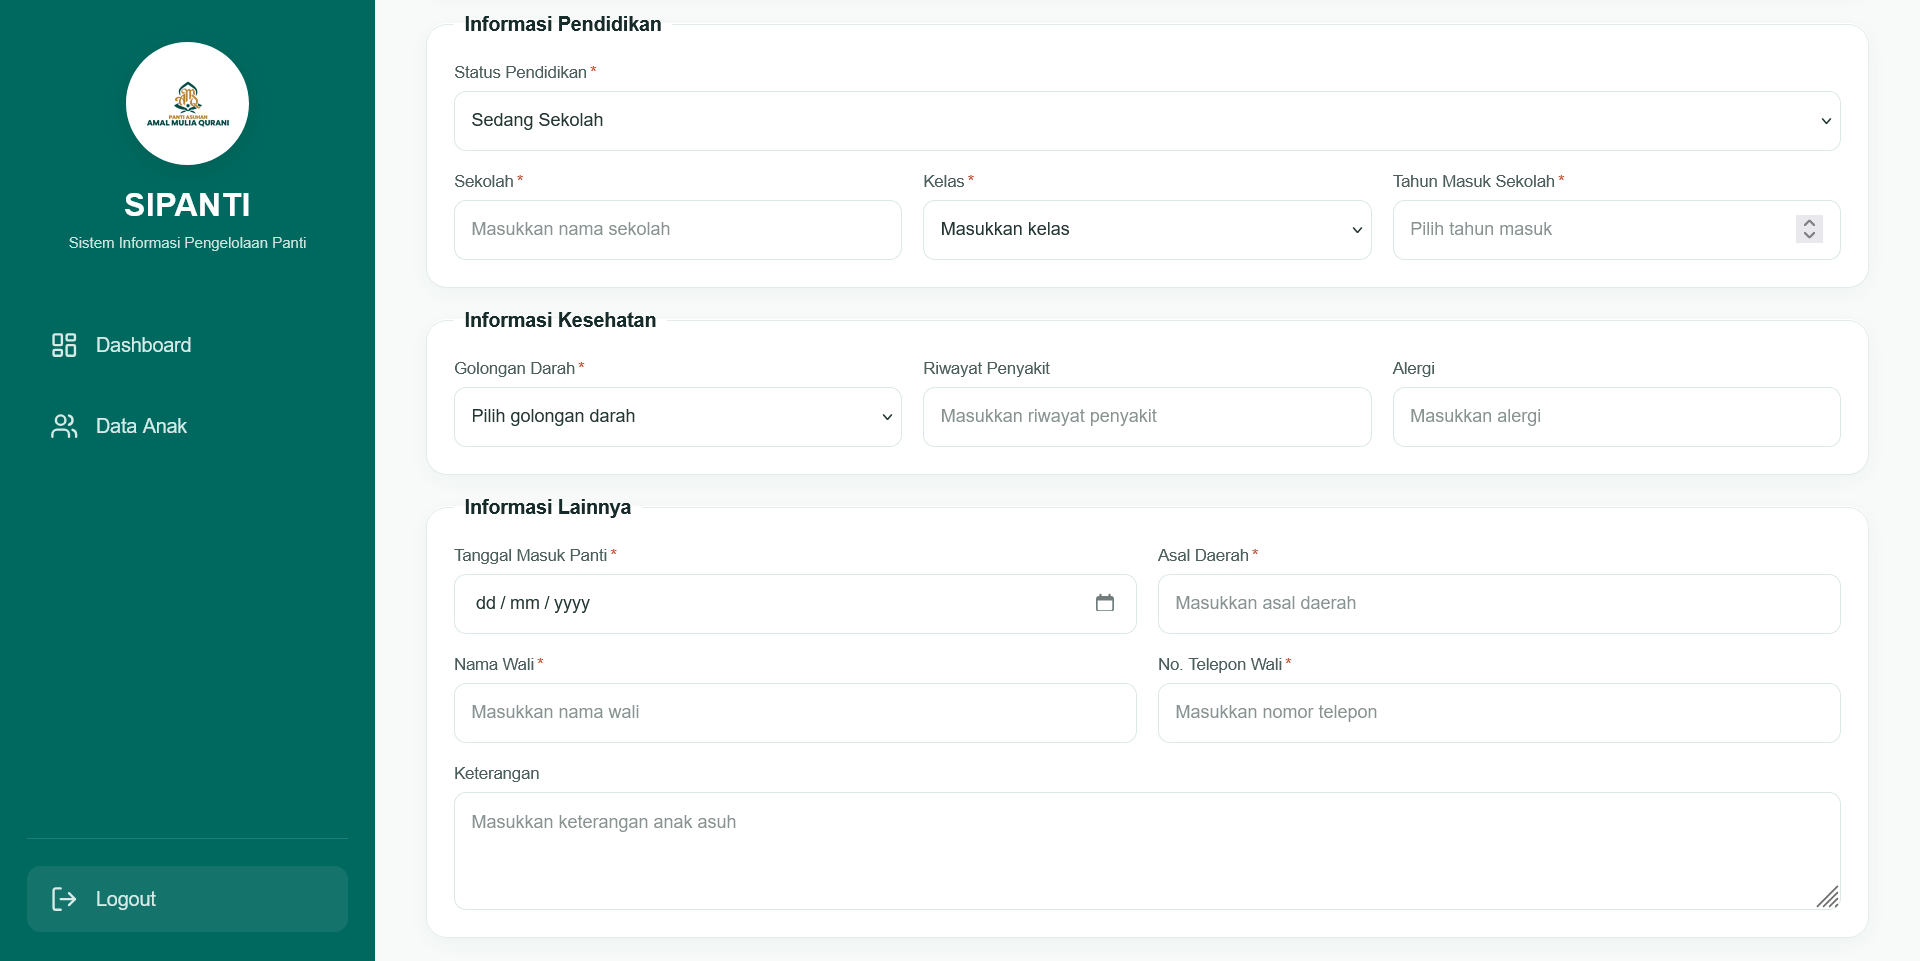 PANTI ASUHAN
AMAL MULIA QURANI
SIPANTI
Sistem Informasi Pengelolaan Panti
Dashboard
Data Anak
Logout
Informasi Pendidikan
Status Pendidikan *
Sedang Sekolah
Sekolah * Kelas * Tahun Masuk Sekolah *
Masukkan nama sekolah Masukkan kelas Pilih tahun masuk
Informasi Kesehatan
Golongan Darah * Riwayat Penyakit Alergi
Pilih golongan darah Masukkan riwayat penyakit Masukkan alergi
Informasi Lainnya
Tanggal Masuk Panti * Asal Daerah *
dd / mm / yyyy Masukkan asal daerah
Nama Wali * No. Telepon Wali *
Masukkan nama wali Masukkan nomor telepon
Keterangan
Masukkan keterangan anak asuh